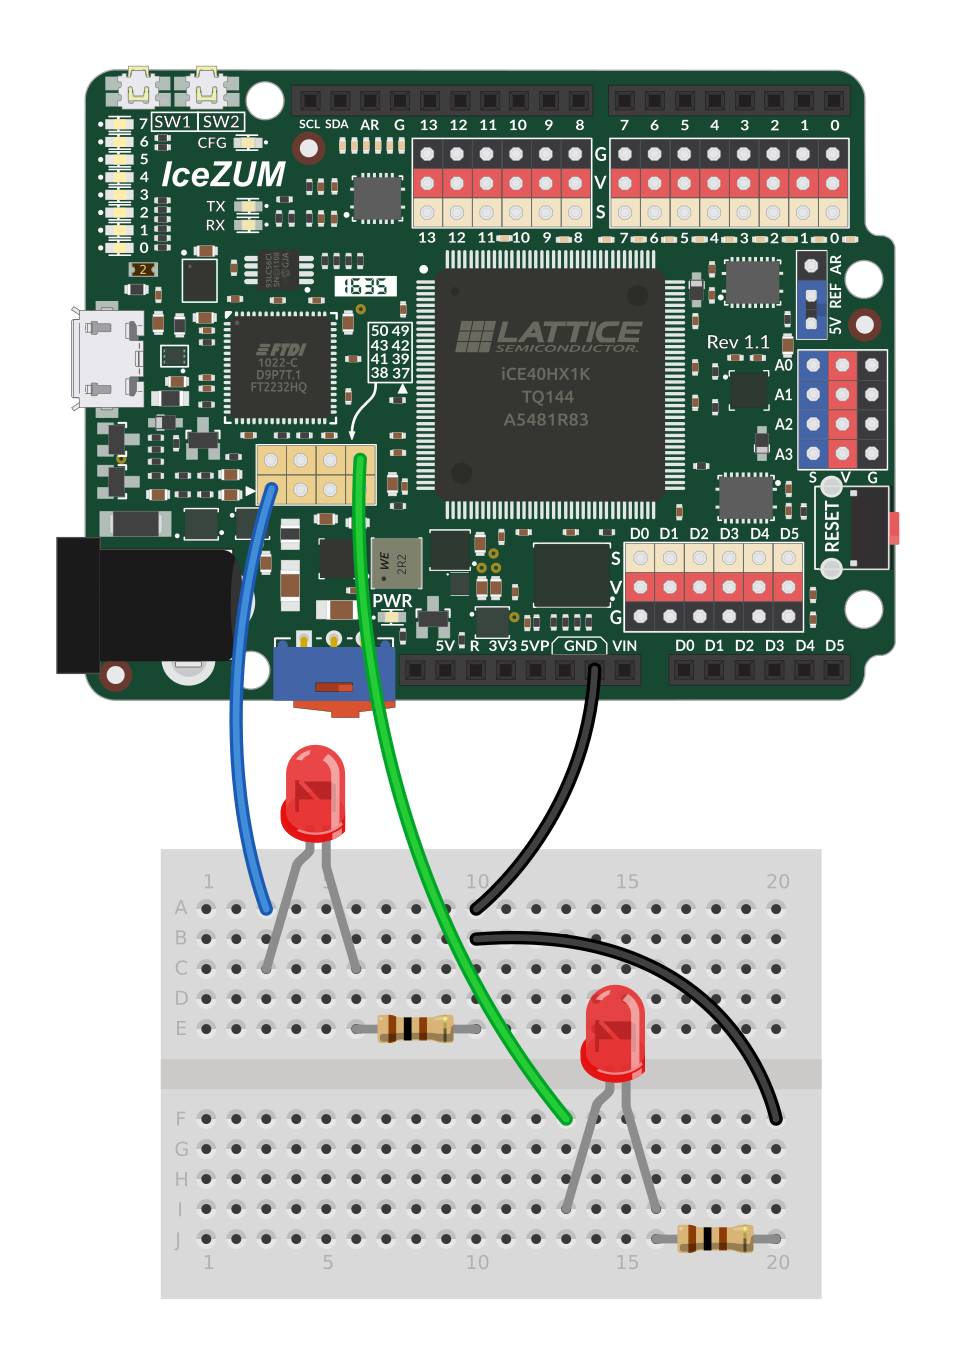 7 SW1 SW2
6 CFG
5
4 IceZUM
3
2 TX
1 RX
0
2
SCL SDA AR G 13 12 11 10 9 8 7 6 5 4 3 2 1 0
G
V
S
13 12 11 10 9 8 7 6 5 4 3 2 1 0
93LC56CI
SN 1108
GJA
1635
AR
REF
5V
50 49
43 42
41 39
38 37
FTDI
1022-C
D9P7T.1
FT2232HQ
LATTICE
SEMICONDUCTOR.
iCE40HX1K
TQ144
A5481R83
Rev 1.1
A0
A1
A2
A3
S V G
RESET
D0 D1 D2 D3 D4 D5
S
V
G
WE
2R2
PWR
5V R 3V3 5VP GND VIN D0 D1 D2 D3 D4 D5
1 5 10 15 20
A
B
C
D
E
F
G
H
I
J
1 5 10 15 20